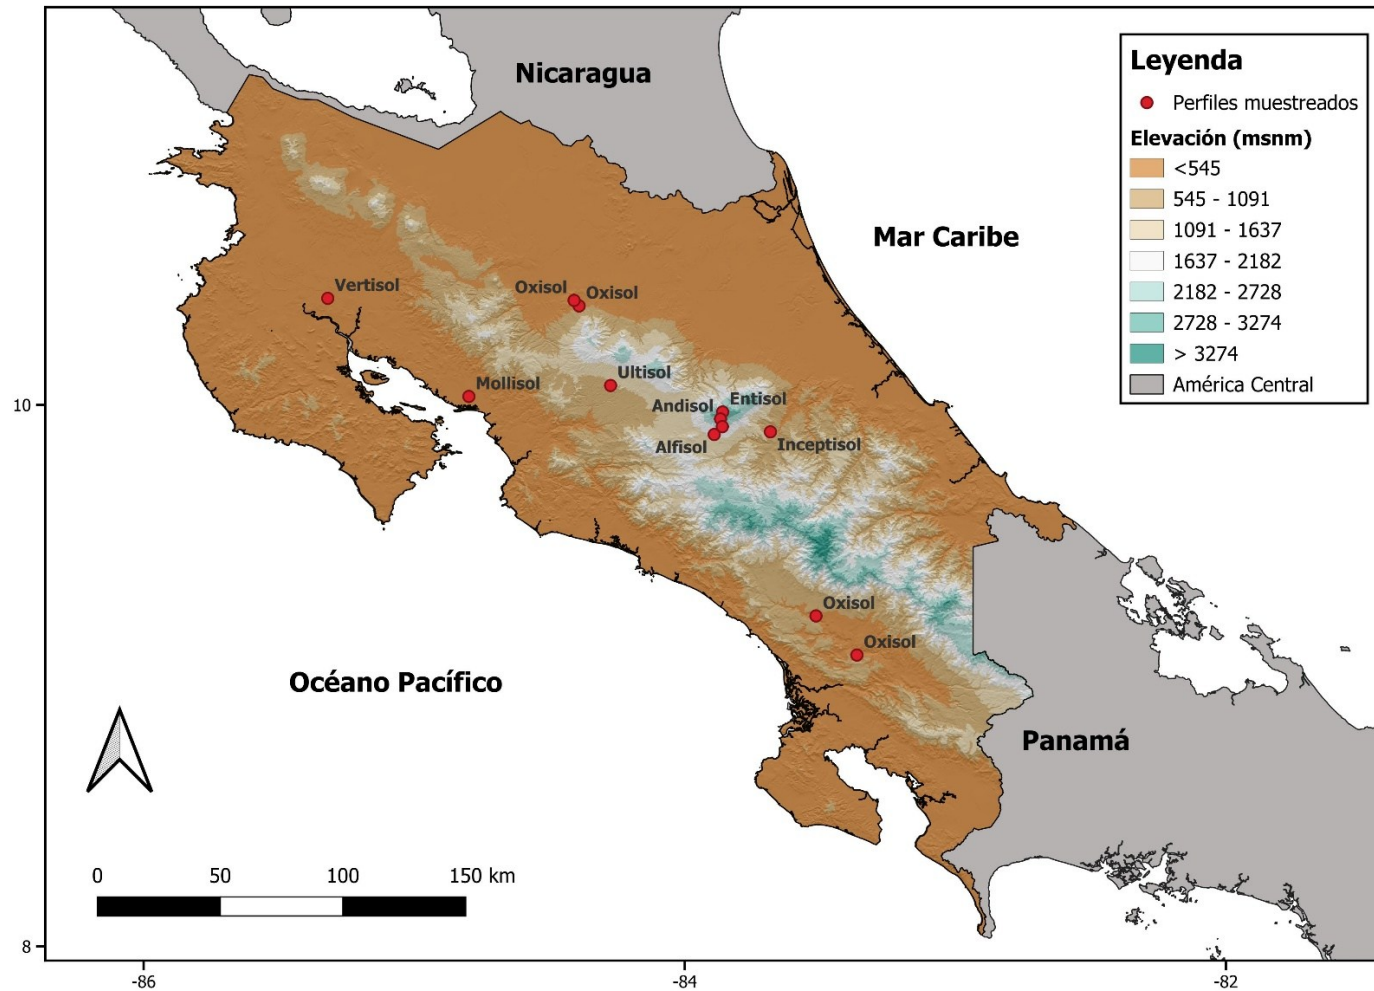 Nicaragua
Leyenda
Perfiles muestreados
Elevación (msnm)
<545
545 - 1091
1091 - 1637
1637 - 2182
2182 - 2728
2728 - 3274
> 3274
América Central
Mar Caribe
Vertisol
Oxisol
Oxisol
Mollisol
Ultisol
Andisol
Entisol
Alfisol
Inceptisol
Oxisol
Oxisol
Océano Pacífico
Panamá
0 50 100 150 km
10
8
-86 -84 -82